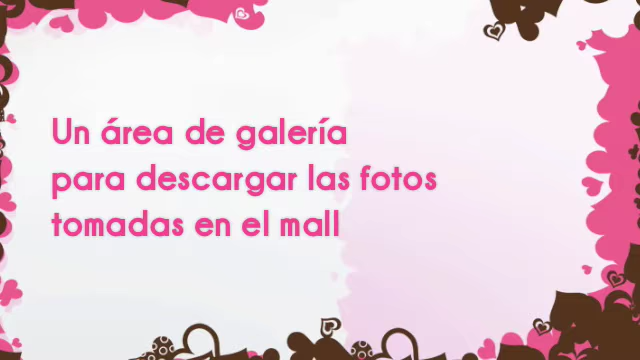 Un área de galería
para descargar las fotos
tomadas en el mall